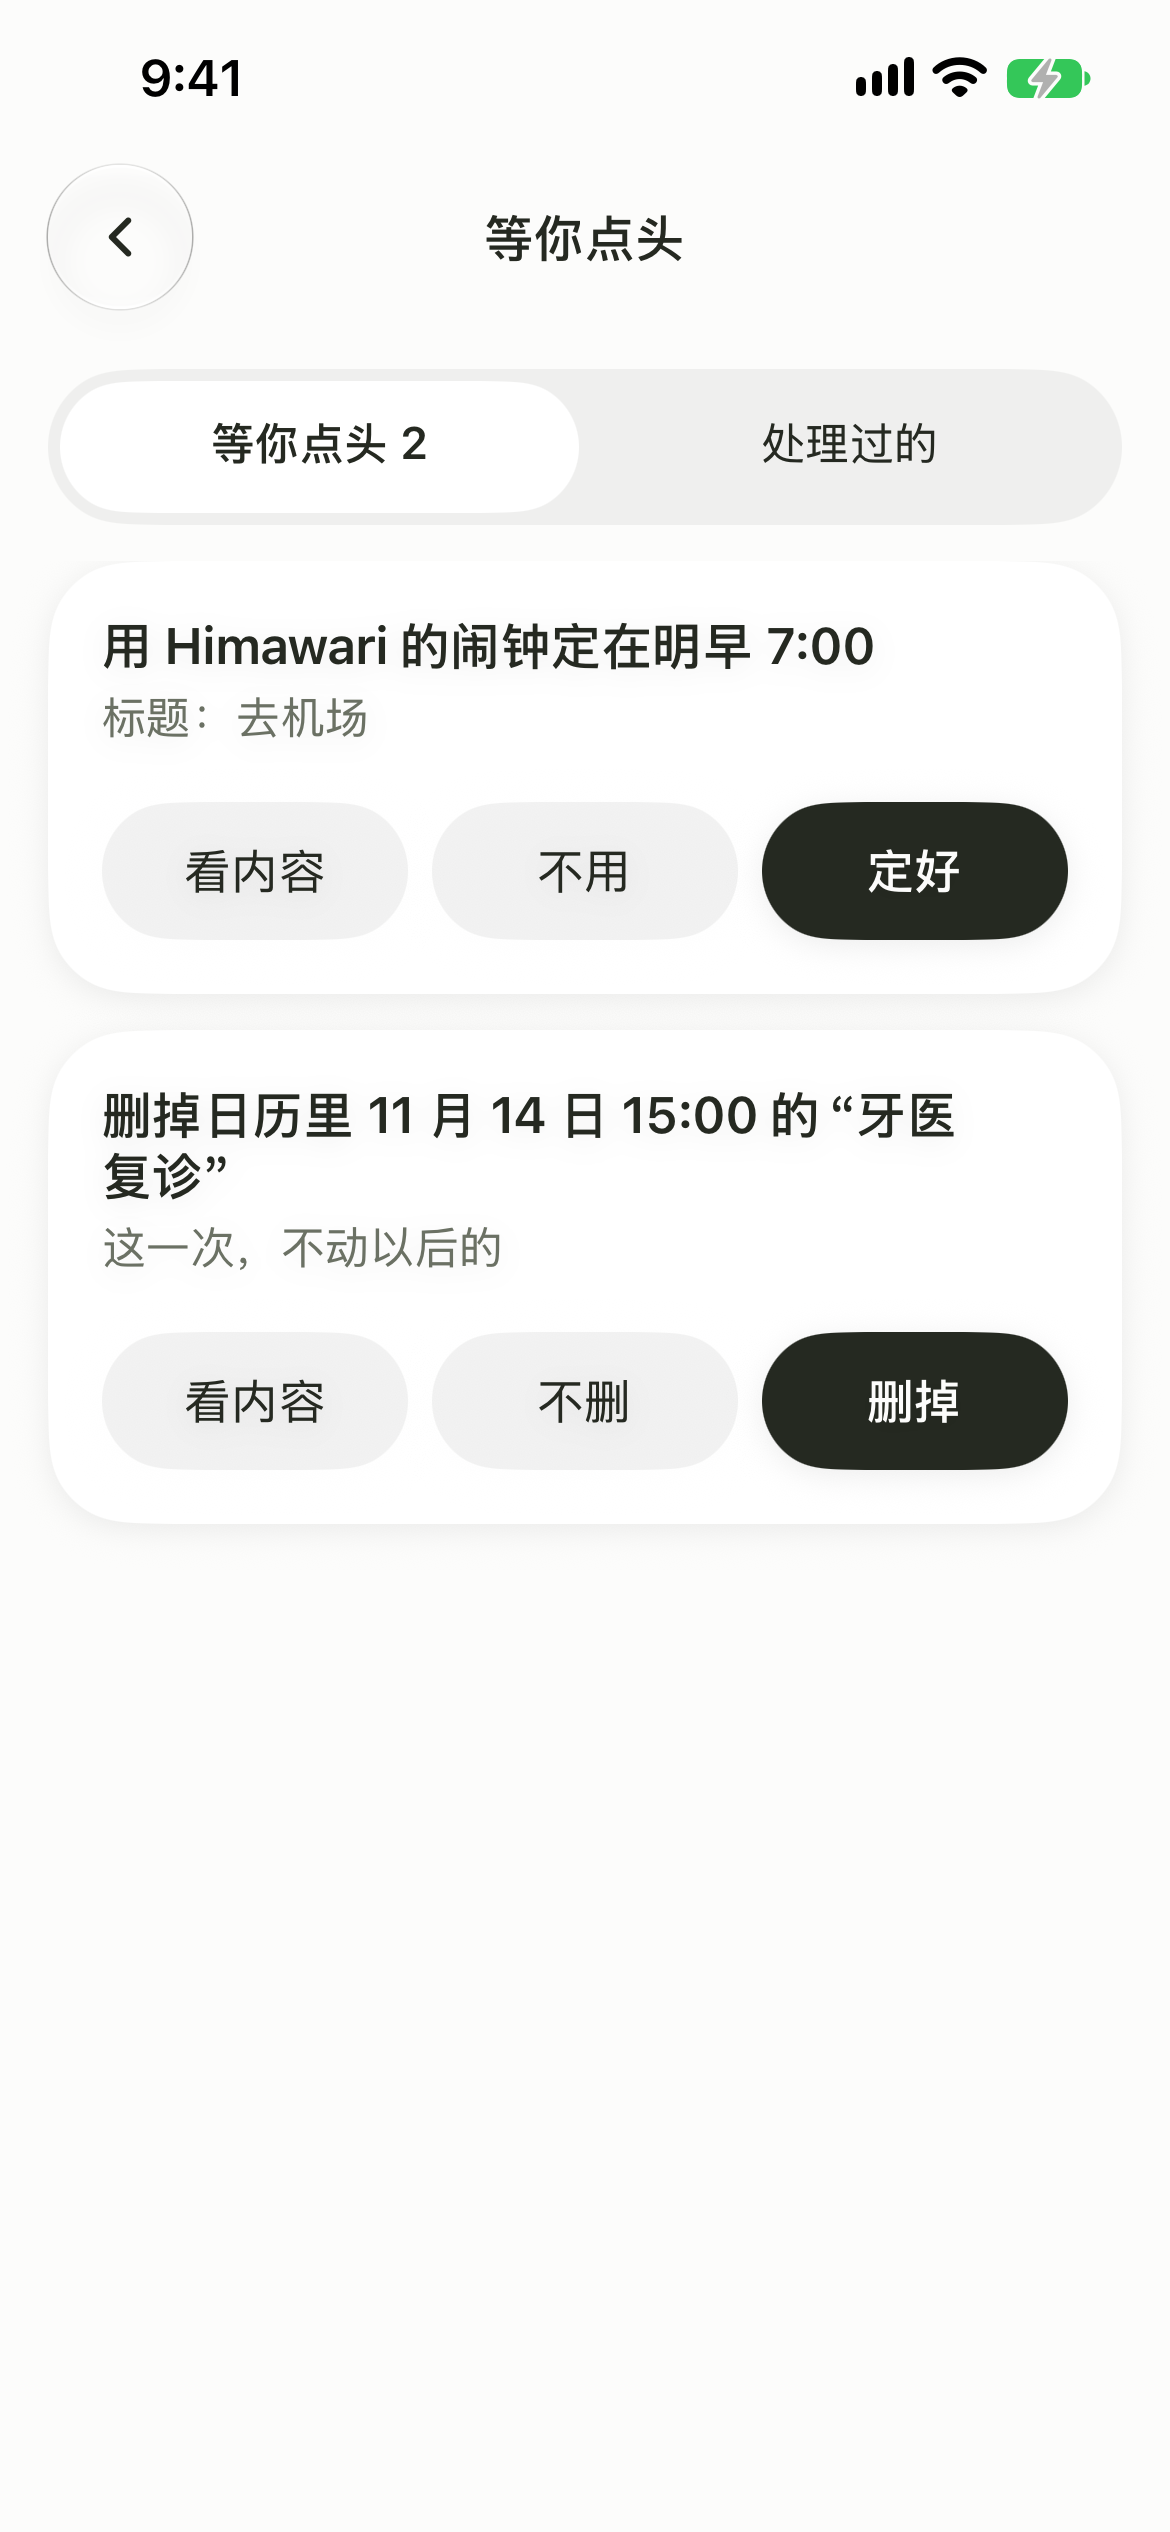 9:41
等你点头
等你点头 2
处理过的
用 Himawari 的闹钟定在明早 7:00
标题：去机场
看内容
不用
定好
删掉日历里 11 月 14 日 15:00 的 “牙医
复诊”
这一次，不动以后的
看内容
不删
删掉